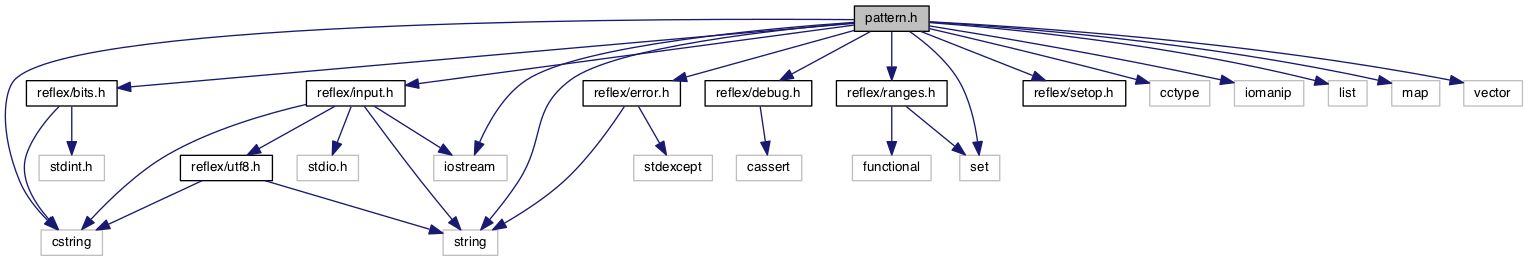 pattern.h
reflex/bits.h
reflex/input.h
reflex/error.h
reflex/debug.h
reflex/ranges.h
reflex/setop.h
cctype
iomanip
list
map
vector
stdint.h
reflex/utf8.h
stdio.h
iostream
stdexcept
cassert
functional
set
cstring
string